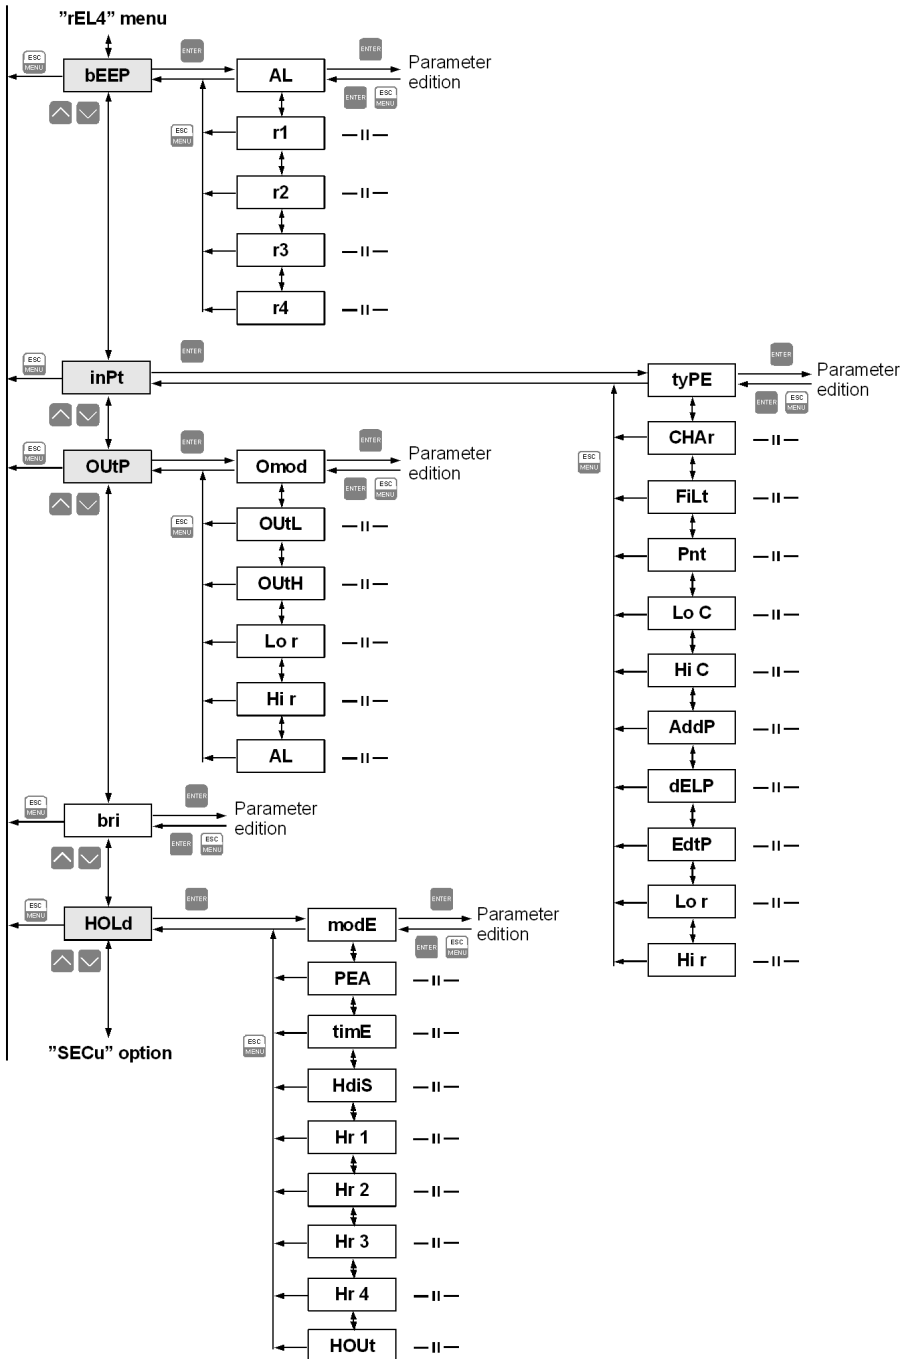 ”rEL4” menu
ESC
MENU
bEEP
ENTER
AL
ENTER
Parameter
edition
ENTER
ESC
MENU
ESC
MENU
r1
— II —
r2
— II —
r3
— II —
r4
— II —
ESC
MENU
inPt
ENTER
tyPE
ENTER
Parameter
edition
ENTER
ESC
MENU
ESC
MENU
CHAr
— II —
FiLt
— II —
Pnt
— II —
Lo C
— II —
Hi C
— II —
AddP
— II —
dELP
— II —
EdtP
— II —
Lo r
— II —
Hi r
— II —
ESC
MENU
OUtP
ENTER
Omod
ENTER
Parameter
edition
ENTER
ESC
MENU
ESC
MENU
OUtL
— II —
OUtH
— II —
Lo r
— II —
Hi r
— II —
AL
— II —
ESC
MENU
bri
ENTER
Parameter
edition
ENTER
ESC
MENU
ESC
MENU
HOLd
ENTER
modE
ENTER
Parameter
edition
ENTER
ESC
MENU
ESC
MENU
PEA
— II —
timE
— II —
HdiS
— II —
Hr 1
— II —
Hr 2
— II —
Hr 3
— II —
Hr 4
— II —
HOUt
— II —
”SECu” option